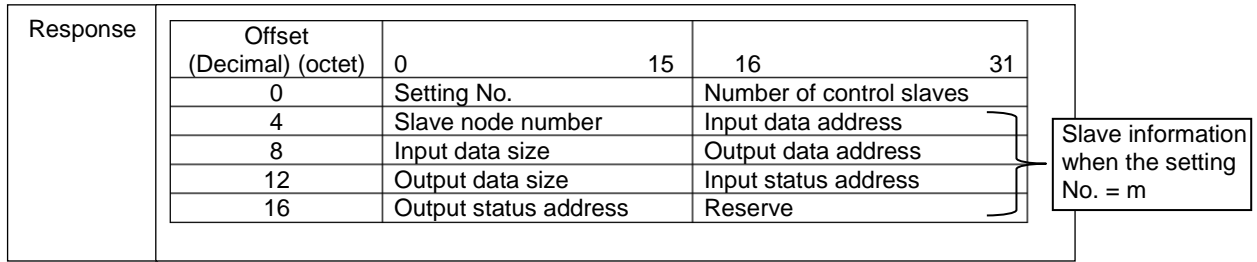 Response
Offset
(Decimal) (octet) 0 15 16 31
0 Setting No. Number of control slaves
4 Slave node number Input data address
8 Input data size Output data address
12 Output data size Input status address
16 Output status address Reserve
Slave information
when the setting
No. = m